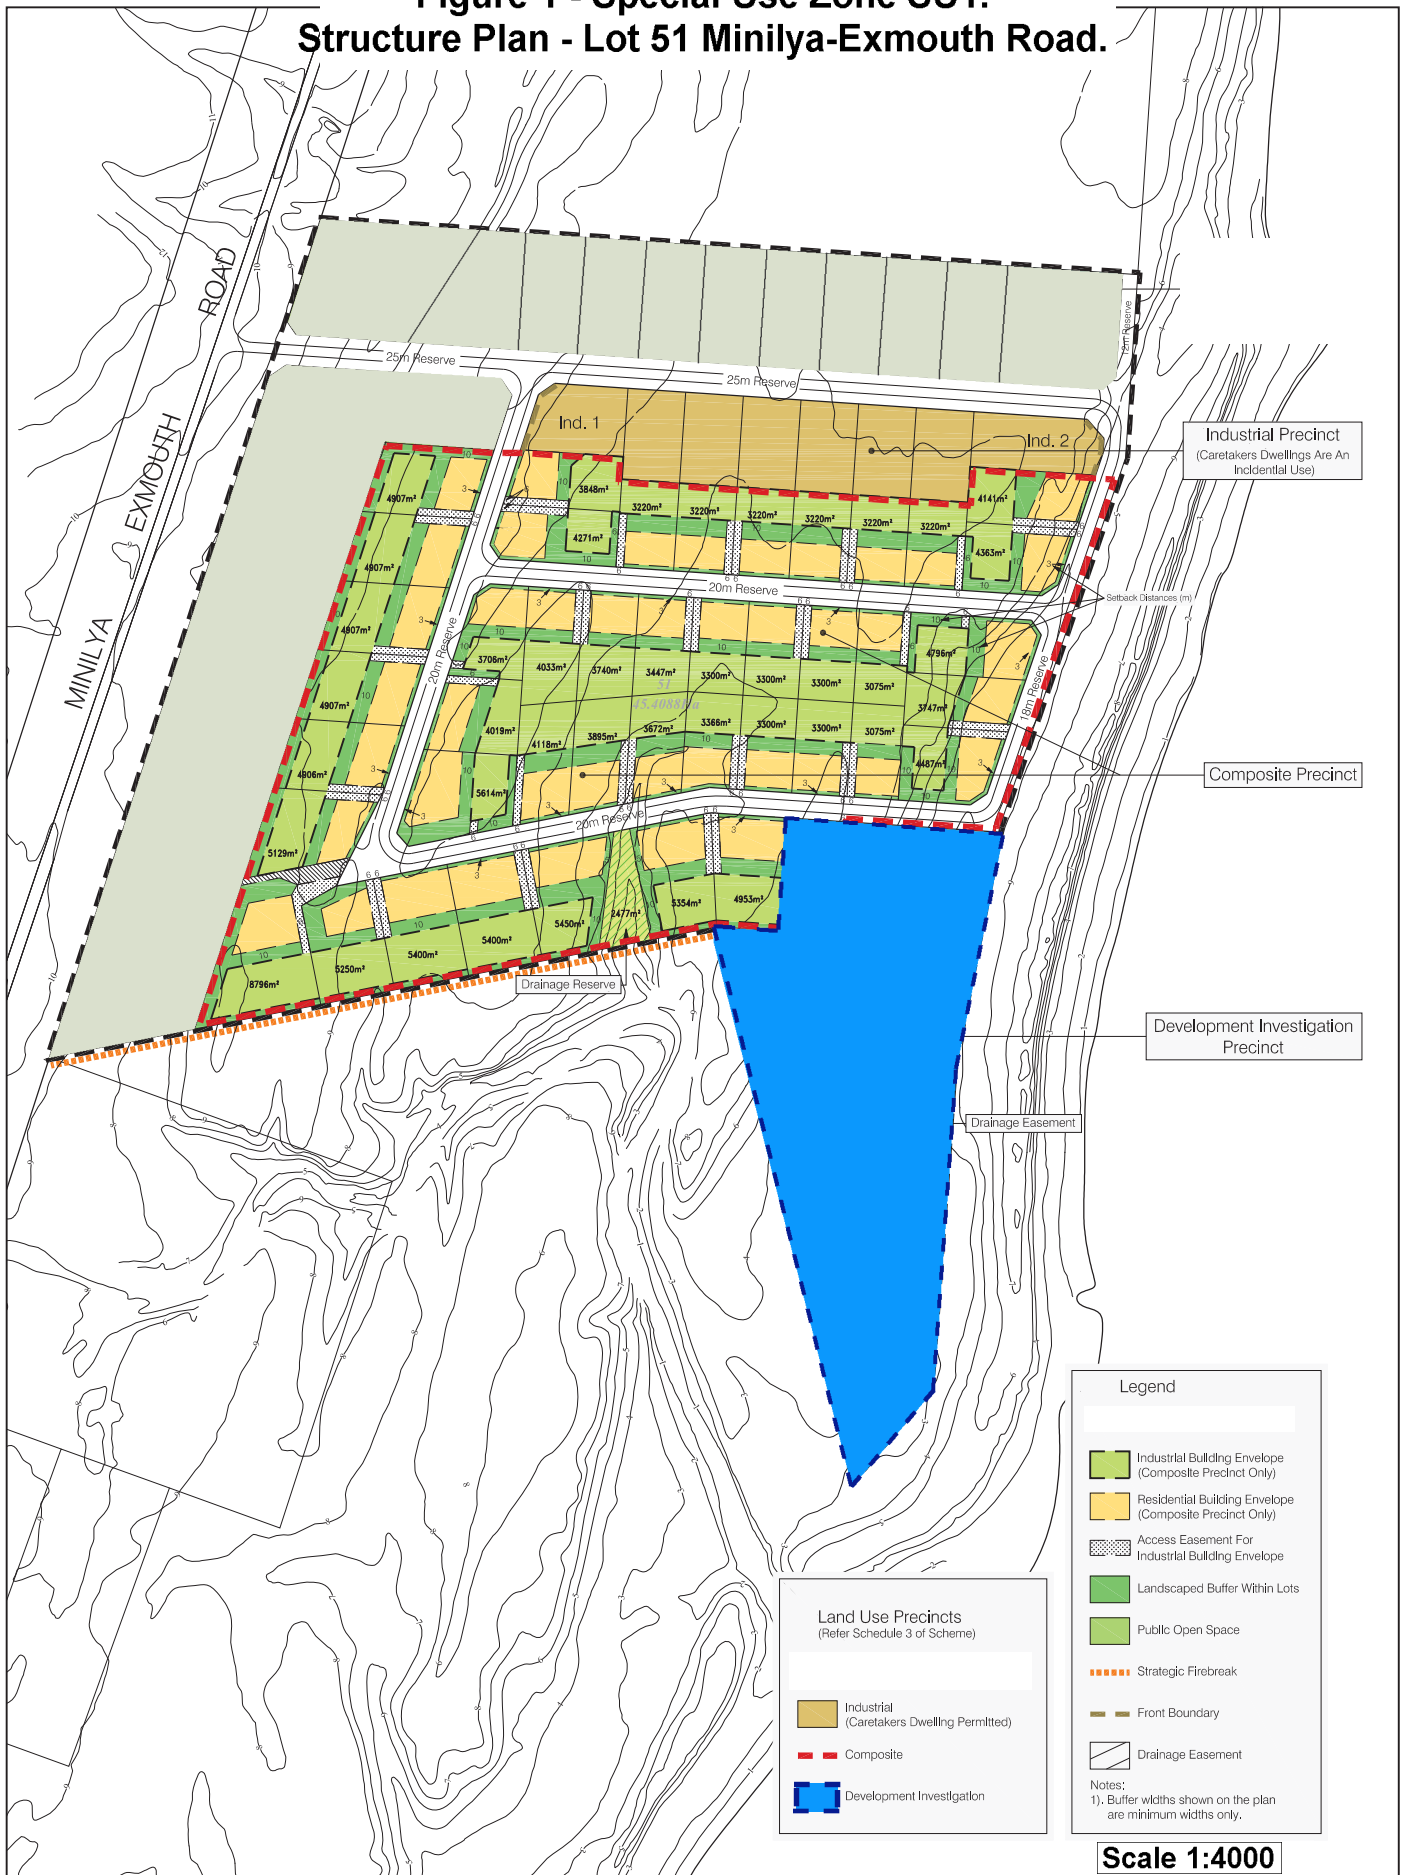 Structure Plan - Lot 51 Minilya-Exmouth Road.
MINILYA
EXMOUTH
ROAD
25m Reserve
25m Reserve
12m Reserve
Ind. 1
Ind. 2
Industrial Precinct
(Caretakers Dwellings Are An
Incidental Use)
4907m²
3848m²
3220m²
3220m²
3220m²
3220m²
3220m²
3220m²
4141m²
4271m²
4363m²
4907m²
20m Reserve
Setback Distances (m)
4907m²
20m Reserve
3706m²
4033m²
3740m²
3447m²
3300m²
3300m²
3300m²
3075m²
4796m²
51
4907m²
4019m²
4118m²
3895m²
3672m²
3366m²
3300m²
3300m²
3075m²
3747m²
18m Reserve
4906m²
5614m²
4487m²
Composite Precinct
20m Reserve
5129m²
5354m²
4953m²
2477m²
5450m²
5400m²
5400m²
5250m²
8796m²
Drainage Reserve
Development Investigation
Precinct
Drainage Easement
Legend
Industrial Building Envelope
(Composite Precinct Only)
Residential Building Envelope
(Composite Precinct Only)
Access Easement For
Industrial Building Envelope
Landscaped Buffer Within Lots
Public Open Space
Strategic Firebreak
Front Boundary
Drainage Easement
Notes:
1). Buffer widths shown on the plan
are minimum widths only.
Land Use Precincts
(Refer Schedule 3 of Scheme)
Industrial
(Caretakers Dwelling Permitted)
Composite
Development Investigation
Scale 1:4000